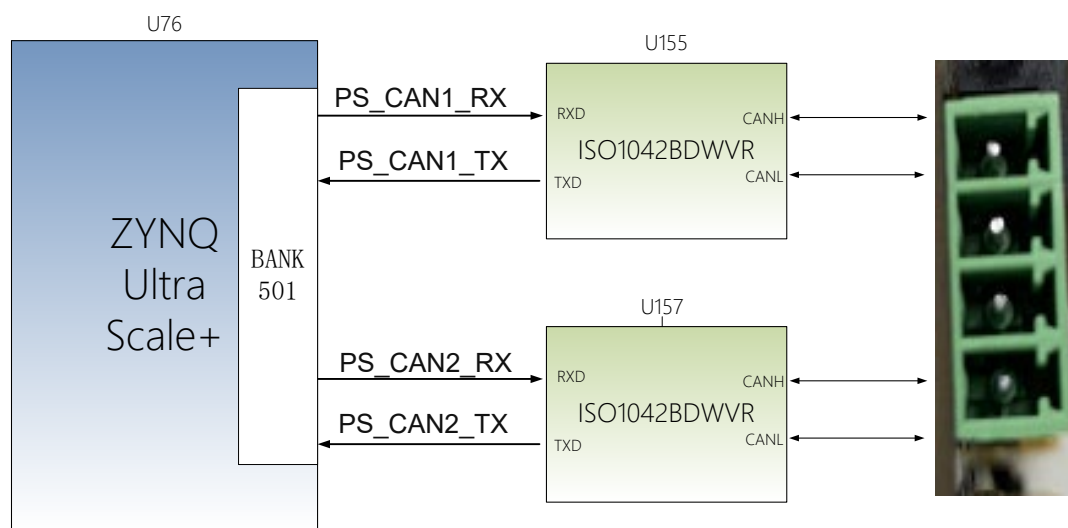 U76
ZYNQ
Ultra
Scale+
BANK
501
PS_CAN1_RX
PS_CAN1_TX
U155
RXD
CANH
ISO1042BDWVR
TXD
CANL
PS_CAN2_RX
PS_CAN2_TX
U157
RXD
CANH
ISO1042BDWVR
TXD
CANL